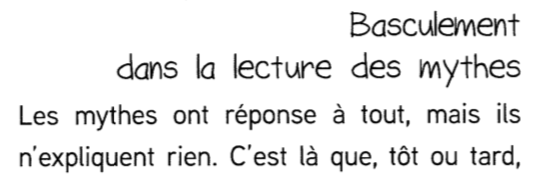 Basculement
dans la lecture des mythes
Les mythes ont réponse à tout, mais ils
n'expliquent rien. C'est là que, tôt ou tard,